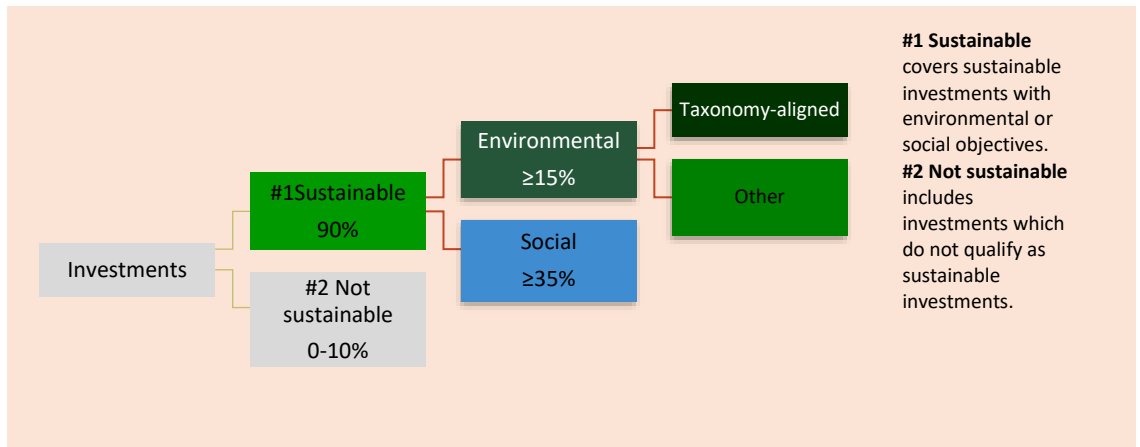 Investments
#1Sustainable
90%
#2 Not
sustainable
0-10%
Environmental
≥15%
Social
≥35%
Taxonomy-aligned
Other
#1 Sustainable
covers sustainable
investments with
environmental or
social objectives.
#2 Not sustainable
includes
investments which
do not qualify as
sustainable
investments.